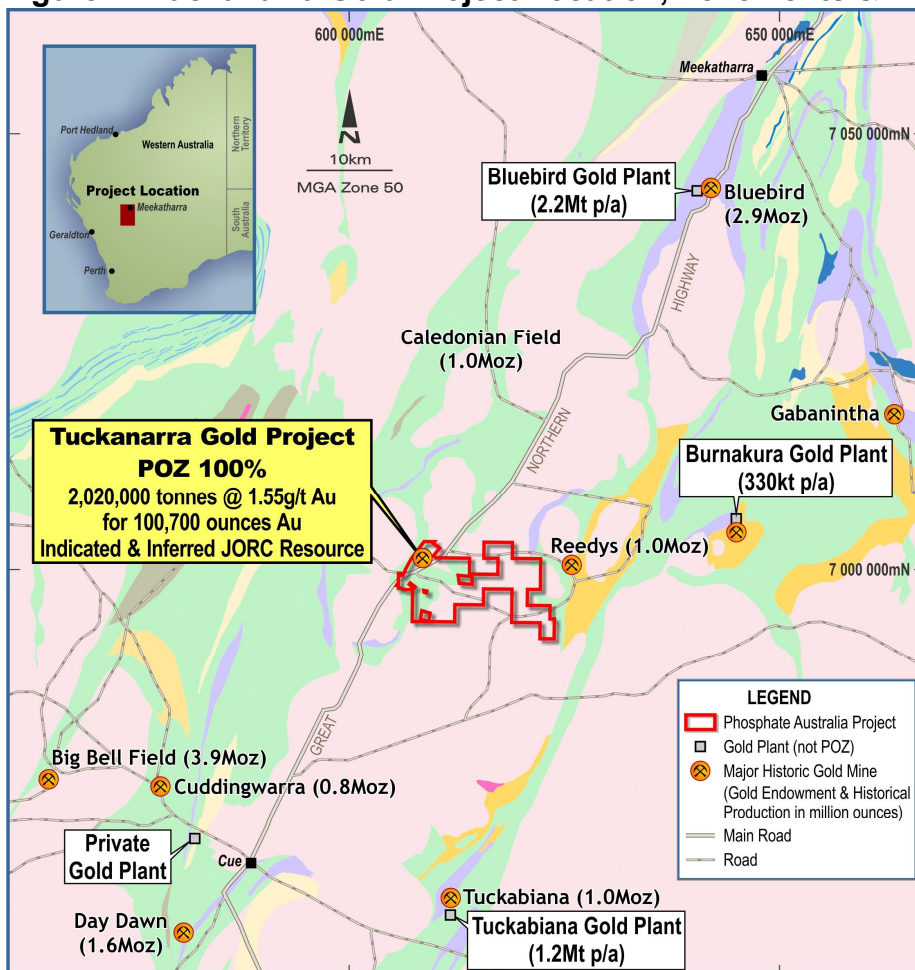 600 000mE
650 000mE
Meekatharra
7 050 000mN
Port Hedland
Western Australia
Northern
Territory
Project Location
Meekatharra
South
Australia
Geraldton
Perth
N
10km
MGA Zone 50
Bluebird Gold Plant
(2.2Mt p/a)
Bluebird
(2.9Moz)
HIGHWAY
Caledonian Field
(1.0Moz)
NORTHERN
Gabanintha
Tuckanarra Gold Project
POZ 100%
2,020,000 tonnes @ 1.55g/t Au
for 100,700 ounces Au
Indicated & Inferred JORC Resource
Burnakura Gold Plant
(330kt p/a)
Reedys (1.0Moz)
7 000 000mN
GREAT
Big Bell Field (3.9Moz)
Cuddingwarra (0.8Moz)
Private
Gold Plant
Cue
Day Dawn
(1.6Moz)
Tuckabiana (1.0Moz)
Tuckabiana Gold Plant
(1.2Mt p/a)
LEGEND
Phosphate Australia Project
Gold Plant (not POZ)
Major Historic Gold Mine
(Gold Endowment & Historical
Production in million ounces)
Main Road
Road